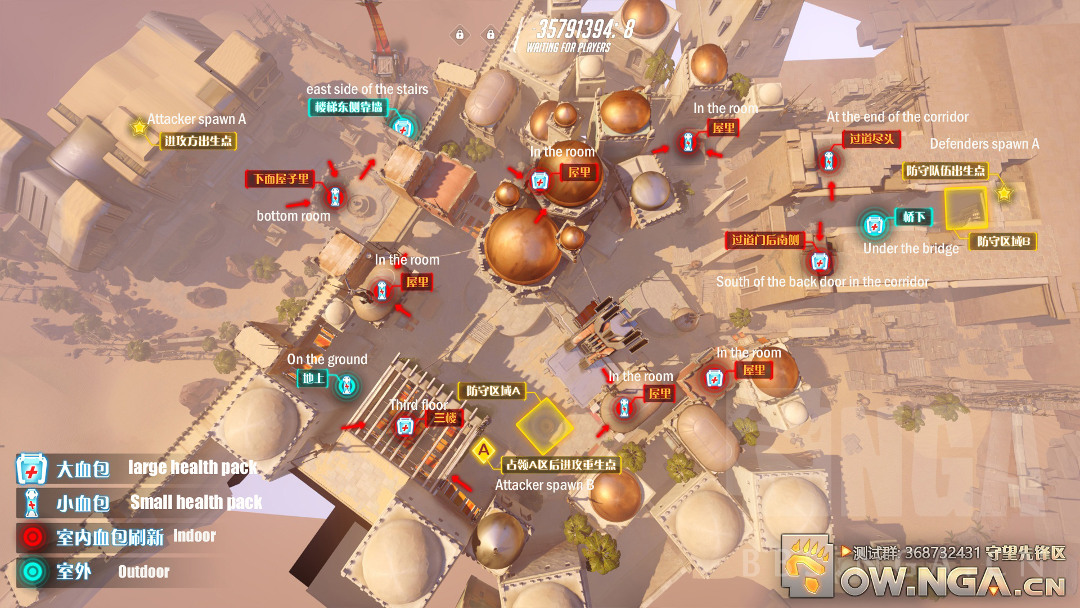 35791394: 8
WAITING FOR PLAYERS
east side of the stairs
楼梯东侧靠墙
Attacker spawn A
进攻方出生点
In the room
屋里
In the room
屋里
At the end of the corridor
过道尽头
Defenders spawn A
防守队伍出生点
下面屋子里
bottom room
桥下
Under the bridge
防守区域B
过道门后南侧
South of the back door in the corridor
In the room
屋里
On the ground
地上
In the room
屋里
In the room
屋里
防守区域A
Third floor
三楼
A
占领A区后进攻重生点
Attacker spawn B
大血包 large health pack
小血包 Small health pack
室内血包刷新 Indoor
室外 Outdoor
测试群: 368732431 守望先锋区
OW.NGA.CN